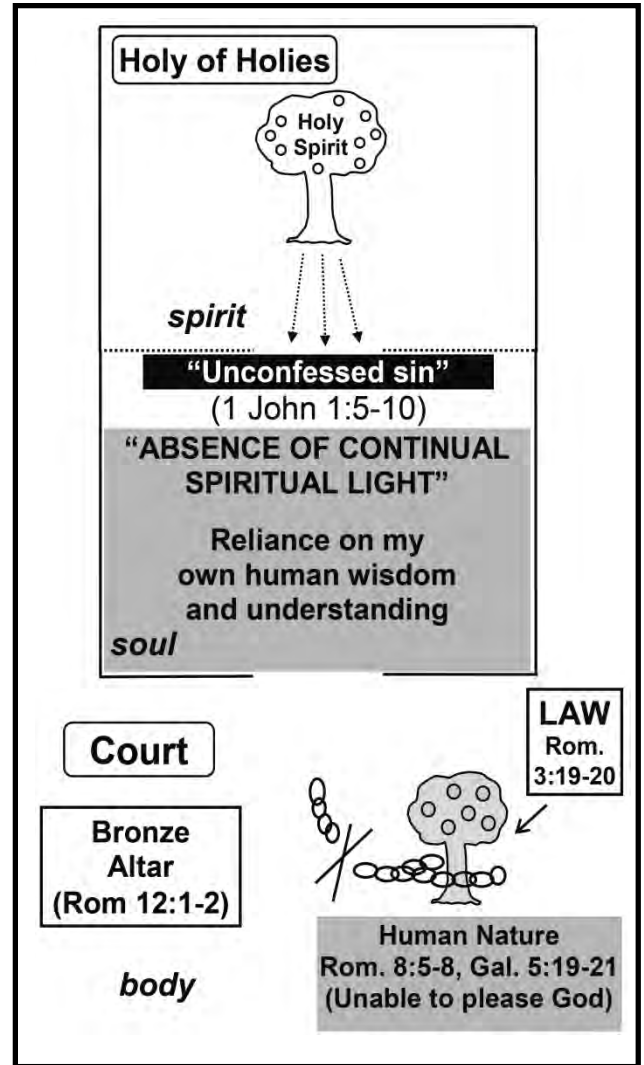 Holy of Holies
Holy
Spirit
spirit
“Unconfessed sin”
(1 John 1:5-10)
“ABSENCE OF CONTINUAL
SPIRITUAL LIGHT”
Reliance on my
own human wisdom
and understanding
soul
Court
LAW
Rom.
3:19-20
Bronze
Altar
(Rom 12:1-2)
body
Human Nature
Rom. 8:5-8, Gal. 5:19-21
(Unable to please God)